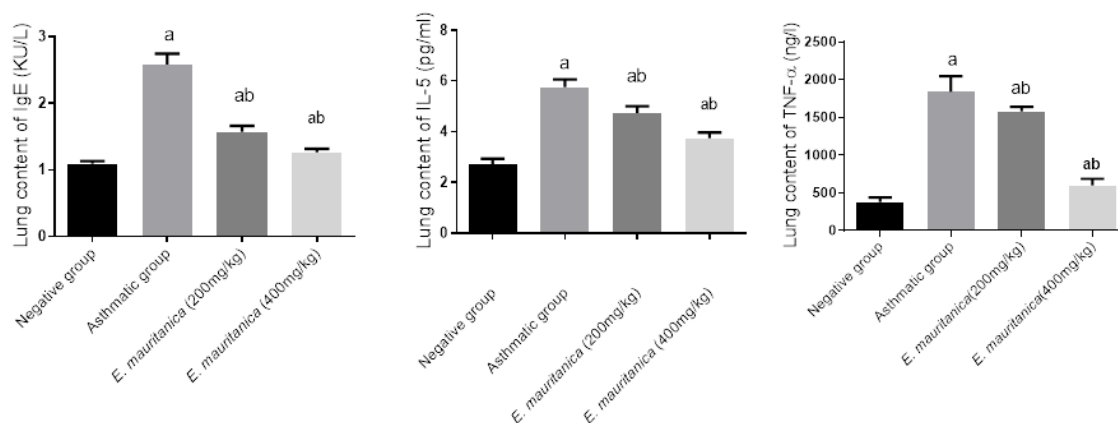 Lung content of IgE (KU/L)
3
2
1
0
a
ab
ab
Negative group
Asthmatic group
E. mauritanica (200mg/kg)
E. mauritanica (400mg/kg)
Lung content of IL-5 (pg/ml)
8
6
4
2
0
a
ab
ab
Negative group
Asthmatic group
E. mauritanica (200mg/kg)
E. mauritanica (400mg/kg)
Lung content of TNF-α (ng/l)
2500
2000
1500
1000
500
0
a
ab
ab
Negative group
Asthmatic group
E. mauritanica(200mg/kg)
E. mauritanica(400mg/kg)